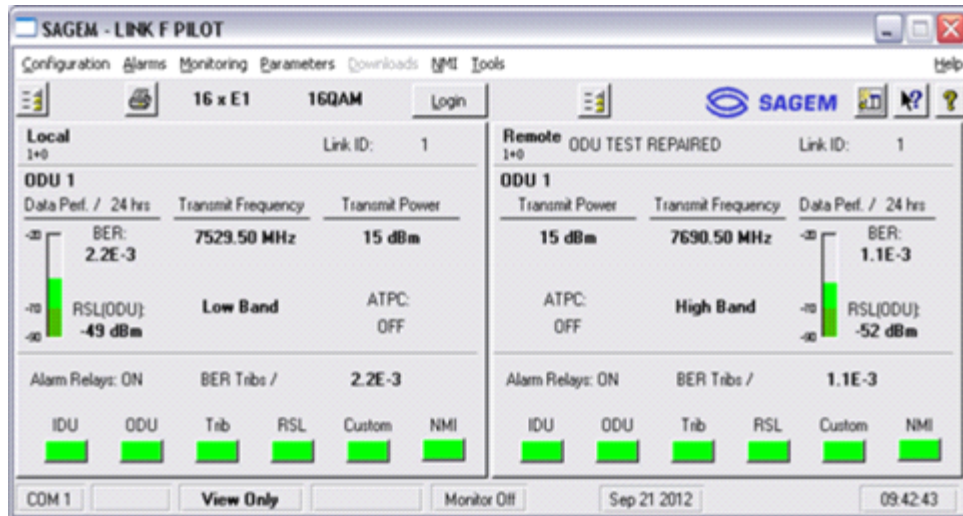 SAGEM - LINK F PILOT
Configuration Alarms Monitoring Parameters Downloads NMI Tools Help
16 x E1 16QAM Login SAGEM
Local
1+0
Link ID: 1
ODU 1
Data Perf. / 24 hrs Transmit Frequency Transmit Power
-20 BER: 7529.50 MHz 15 dBm
2.2E-3
-70 RSL(ODU): Low Band ATPC:
-90 -49 dBm OFF
Alarm Relays: ON BER Tribs / 2.2E-3
IDU ODU Trib RSL Custom NMI
Remote ODU TEST REPAIRED Link ID: 1
1+0
ODU 1
Transmit Power Transmit Frequency Data Perf. / 24 hrs
15 dBm 7690.50 MHz -20 BER:
1.1E-3
ATPC: High Band -70 RSL(ODU):
OFF -90 -52 dBm
Alarm Relays: ON BER Tribs / 1.1E-3
IDU ODU Trib RSL Custom NMI
COM 1 View Only Monitor Off Sep 21 2012 09:42:43